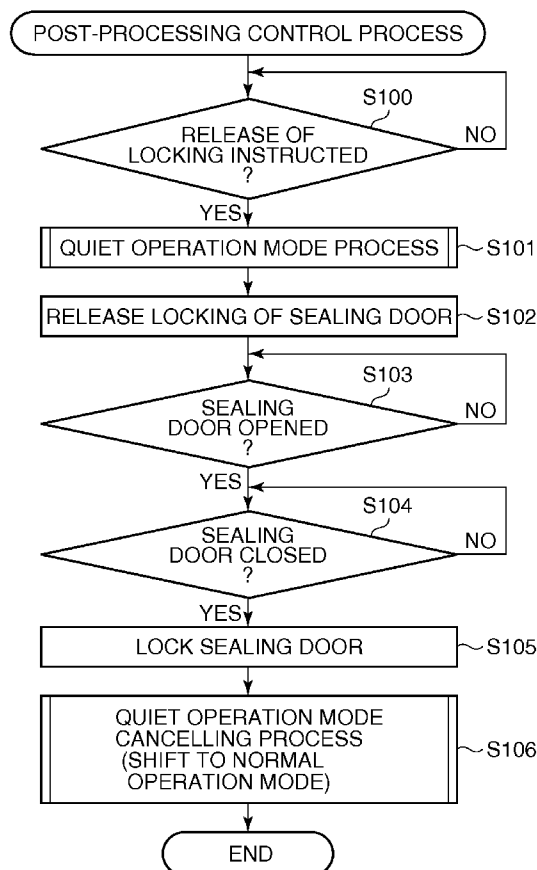 POST-PROCESSING CONTROL PROCESS
S100
RELEASE OF
LOCKING INSTRUCTED
?
NO
YES
QUIET OPERATION MODE PROCESS
S101
RELEASE LOCKING OF SEALING DOOR
S102
S103
SEALING
DOOR OPENED
?
NO
YES
S104
SEALING
DOOR CLOSED
?
NO
YES
LOCK SEALING DOOR
S105
QUIET OPERATION MODE
CANCELLING PROCESS
(SHIFT TO NORMAL
OPERATION MODE)
S106
END